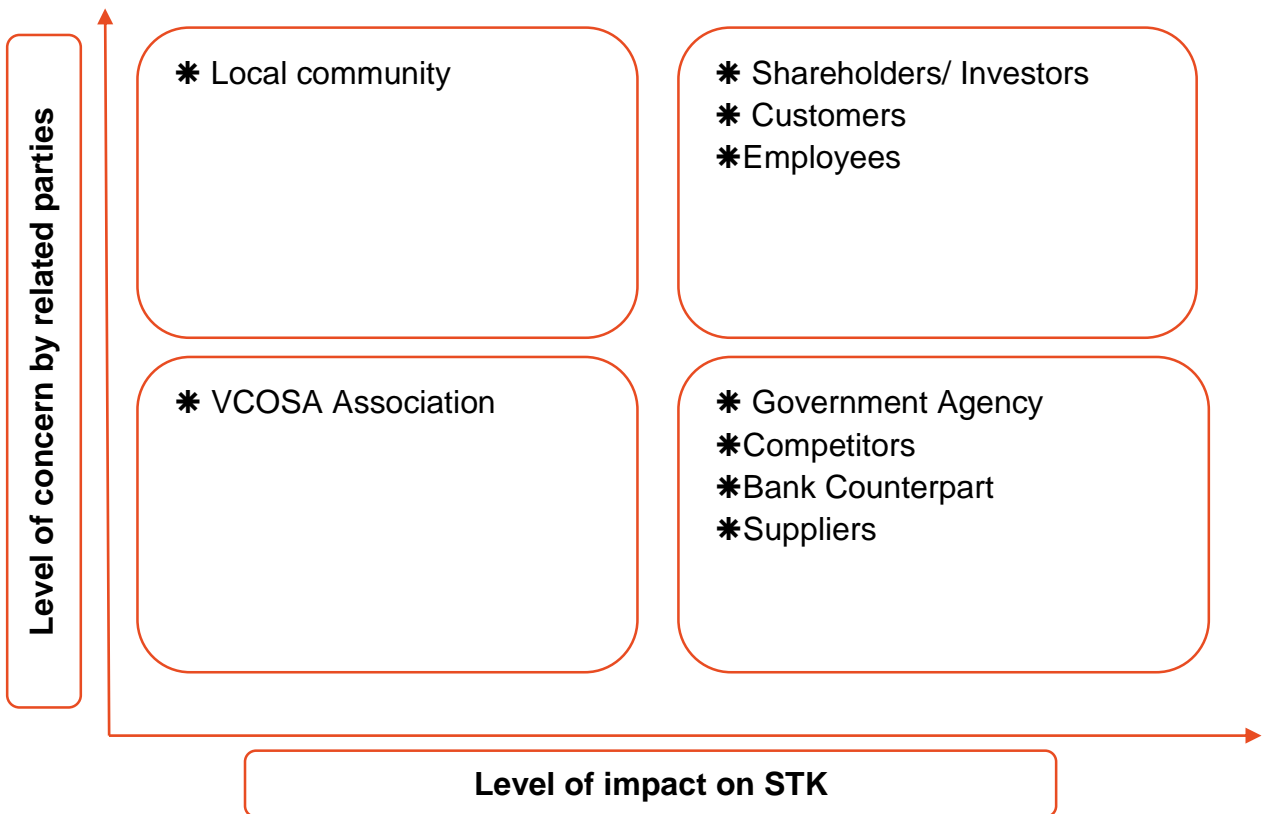 Level of concern by related parties
⁕ Local community
⁕ Shareholders/ Investors
⁕ Customers
⁕Employees
⁕ VCOSA Association
⁕ Government Agency
⁕Competitors
⁕Bank Counterpart
⁕Suppliers
Level of impact on STK